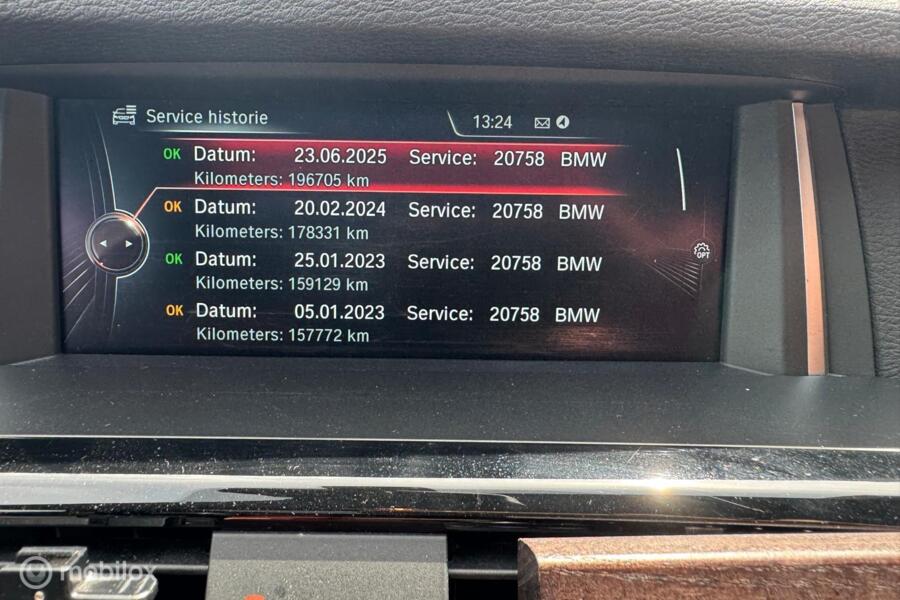 Service historie
13:24
OK Datum: 23.06.2025 Service: 20758 BMW
Kilometers: 196705 km
OK Datum: 20.02.2024 Service: 20758 BMW
Kilometers: 178331 km
OK Datum: 25.01.2023 Service: 20758 BMW
Kilometers: 159129 km
OK Datum: 05.01.2023 Service: 20758 BMW
Kilometers: 157772 km
OPT
mobilox